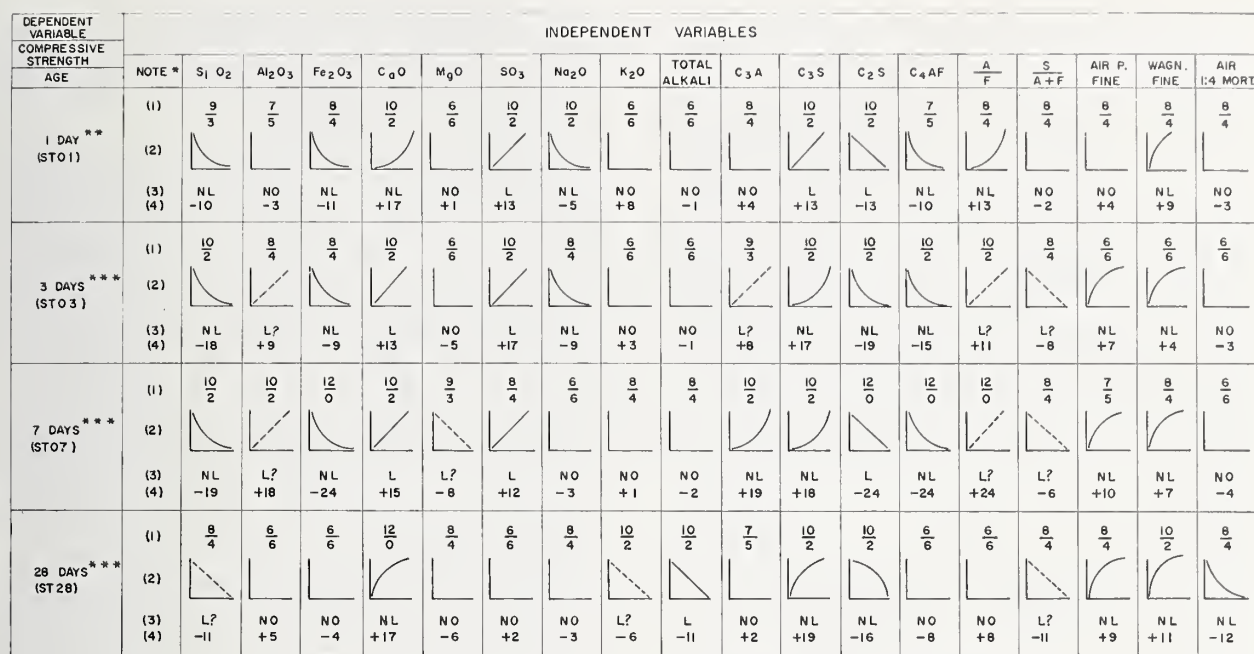 DEPENDENT VARIABLE
COMPRESSIVE STRENGTH
AGE
INDEPENDENT VARIABLES
NOTE * Si O2 Al2O3 Fe2O3 CaO MgO SO3 Na2O K2O TOTAL ALKALI C3A C3S C2S C4AF A/F S/A+F AIR P. FINE WAGN. FINE AIR 1:4 MORT
1 DAY **
(STO1)
(1) 9/3 7/5 8/4 10/2 6/6 10/2 10/2 6/6 6/6 8/4 10/2 10/2 7/5 8/4 8/4 8/4 8/4 8/4
(2)
(3) NL NO NL NL NO L NL NO NO NO L L NL NL NO NO NL NO
(4) -10 -3 -11 +17 +1 +13 -5 +8 -1 +4 +13 -13 -10 +13 -2 +4 +9 -3
3 DAYS ***
(STO3)
(1) 10/2 8/4 8/4 10/2 6/6 10/2 8/4 6/6 6/6 9/3 10/2 10/2 10/2 10/2 8/4 6/6 6/6 6/6
(2)
(3) NL L? NL L NO L NL NO NO L? NL NL NL L? L? NL NL NO
(4) -18 +9 -9 +13 -5 +17 -9 +3 -1 +8 +17 -19 -15 +11 -8 +7 +4 -3
7 DAYS ***
(STO7)
(1) 10/2 10/2 12/0 10/2 9/3 8/4 6/6 8/4 8/4 10/2 10/2 12/0 12/0 12/0 8/4 7/5 8/4 6/6
(2)
(3) NL L? NL L L? L NO NO NO NL NL L NL L? L? NL NL NO
(4) -19 +18 -24 +15 -8 +12 -3 +1 -2 +19 +18 -24 -24 +24 -6 +10 +7 -4
28 DAYS ***
(ST28)
(1) 8/4 6/6 6/6 12/0 8/4 6/6 8/4 10/2 10/2 7/5 10/2 10/2 6/6 6/6 8/4 8/4 10/2 8/4
(2)
(3) L? NO NO NL NO NO NO L? L NO NL NL NO NO L? NL NL NL
(4) -11 +5 -4 +17 -6 +2 -3 -6 -11 +2 +19 -16 -8 +8 -11 +9 +11 -12